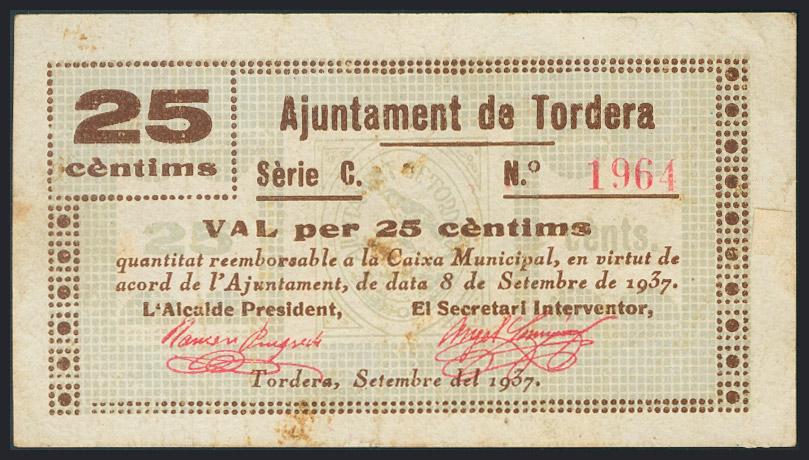 25
cèntims
Ajuntament de Tordera
Sèrie C. N.º 1964
VAL per 25 cèntims
quantitat reemborsable a la Caixa Municipal, en virtut de
acord de l'Ajuntament, de data 8 de Setembre de 1937.
L'Alcalde President, El Secretari Interventor,
Tordera, Setembre del 1937.